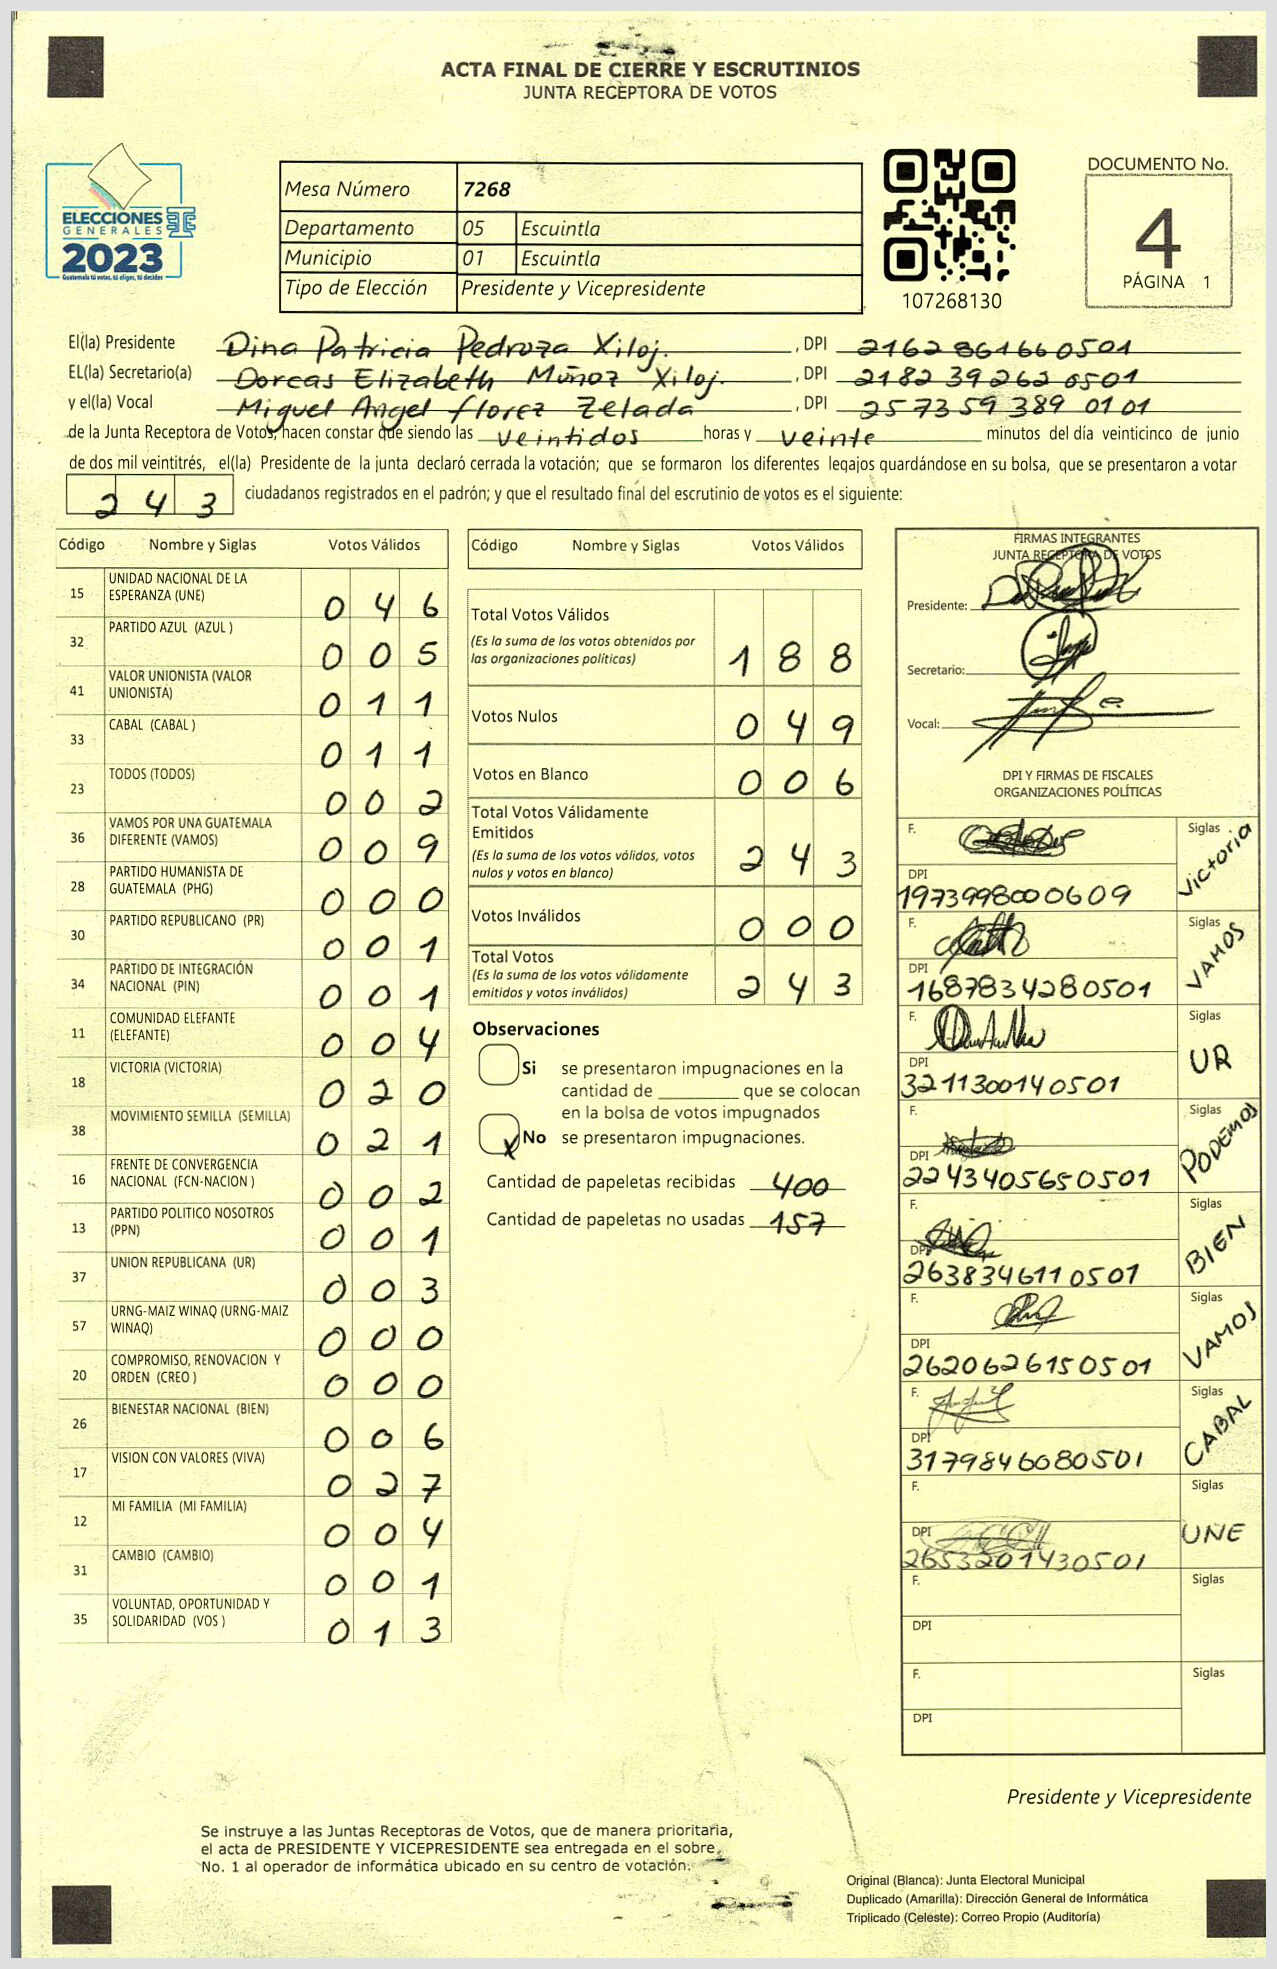 ACTA FINAL DE CIERRE Y ESCRUTINIOS
JUNTA RECEPTORA DE VOTOS
ELECCIONES
GENERALES
2023
Guatemala tú votas, tú eliges, tú decides
Mesa Número 7268
Departamento 05 Escuintla
Municipio 01 Escuintla
Tipo de Elección Presidente y Vicepresidente
107268130
DOCUMENTO No.
4
PÁGINA 1
El(la) Presidente Dina Patricia Pedroza Xiloj. , DPI 2162861660501
EL(la) Secretario(a) Dorcas Elizabeth Muñoz Xiloj. , DPI 2182 39262 0501
y el(la) Vocal Miguel Angel florez Zelada , DPI 257359 389 0101
de la Junta Receptora de Votos, hacen constar que siendo las veintidos horas y veinte minutos del día veinticinco de junio
de dos mil veintitrés, el(la) Presidente de la junta declaró cerrada la votación; que se formaron los diferentes legajos guardándose en su bolsa, que se presentaron a votar
2 4 3 ciudadanos registrados en el padrón; y que el resultado final del escrutinio de votos es el siguiente:
Código Nombre y Siglas Votos Válidos
15 UNIDAD NACIONAL DE LA ESPERANZA (UNE) 0 4 6
32 PARTIDO AZUL (AZUL ) 0 0 5
41 VALOR UNIONISTA (VALOR UNIONISTA) 0 1 1
33 CABAL (CABAL ) 0 1 1
23 TODOS (TODOS) 0 0 2
36 VAMOS POR UNA GUATEMALA DIFERENTE (VAMOS) 0 0 9
28 PARTIDO HUMANISTA DE GUATEMALA (PHG) 0 0 0
30 PARTIDO REPUBLICANO (PR) 0 0 1
34 PARTIDO DE INTEGRACIÓN NACIONAL (PIN) 0 0 1
11 COMUNIDAD ELEFANTE (ELEFANTE) 0 0 4
18 VICTORIA (VICTORIA) 0 2 0
38 MOVIMIENTO SEMILLA (SEMILLA) 0 2 1
16 FRENTE DE CONVERGENCIA NACIONAL (FCN-NACION ) 0 0 2
13 PARTIDO POLITICO NOSOTROS (PPN) 0 0 1
37 UNION REPUBLICANA (UR) 0 0 3
57 URNG-MAIZ WINAQ (URNG-MAIZ WINAQ) 0 0 0
20 COMPROMISO, RENOVACION Y ORDEN (CREO ) 0 0 0
26 BIENESTAR NACIONAL (BIEN) 0 0 6
17 VISION CON VALORES (VIVA) 0 2 7
12 MI FAMILIA (MI FAMILIA) 0 0 4
31 CAMBIO (CAMBIO) 0 0 1
35 VOLUNTAD, OPORTUNIDAD Y SOLIDARIDAD (VOS ) 0 1 3
Código Nombre y Siglas Votos Válidos
Total Votos Válidos
(Es la suma de los votos obtenidos por
las organizaciones políticas) 1 8 8
Votos Nulos 0 4 9
Votos en Blanco 0 0 6
Total Votos Válidamente
Emitidos
(Es la suma de los votos válidos, votos
nulos y votos en blanco) 2 4 3
Votos Inválidos 0 0 0
Total Votos
(Es la suma de los votos válidamente
emitidos y votos inválidos) 2 4 3
Observaciones
Si se presentaron impugnaciones en la
cantidad de ________ que se colocan
en la bolsa de votos impugnados
x No se presentaron impugnaciones.
Cantidad de papeletas recibidas 400
Cantidad de papeletas no usadas 157
FIRMAS INTEGRANTES
JUNTA RECEPTORA DE VOTOS
Presidente:
Secretario:
Vocal:
DPI Y FIRMAS DE FISCALES
ORGANIZACIONES POLÍTICAS
F. Siglas Victoria
DPI
1973998000609
F. Siglas VAMOS
DPI
1687834280501
F. Siglas UR
DPI
3211300140501
F. Siglas PODEMOS
DPI
2243405650501
F. Siglas BIEN
DPI
2638346110501
F. Siglas VAMOS
DPI
2620626150501
F. Siglas CABAL
DPI
3179846080501
F. Siglas UNE
DPI
2653201430501
F. Siglas
DPI
F. Siglas
DPI
Presidente y Vicepresidente
Se instruye a las Juntas Receptoras de Votos, que de manera prioritaria,
el acta de PRESIDENTE Y VICEPRESIDENTE sea entregada en el sobre
No. 1 al operador de informática ubicado en su centro de votación.
Original (Blanca): Junta Electoral Municipal
Duplicado (Amarilla): Dirección General de Informática
Triplicado (Celeste): Correo Propio (Auditoría)